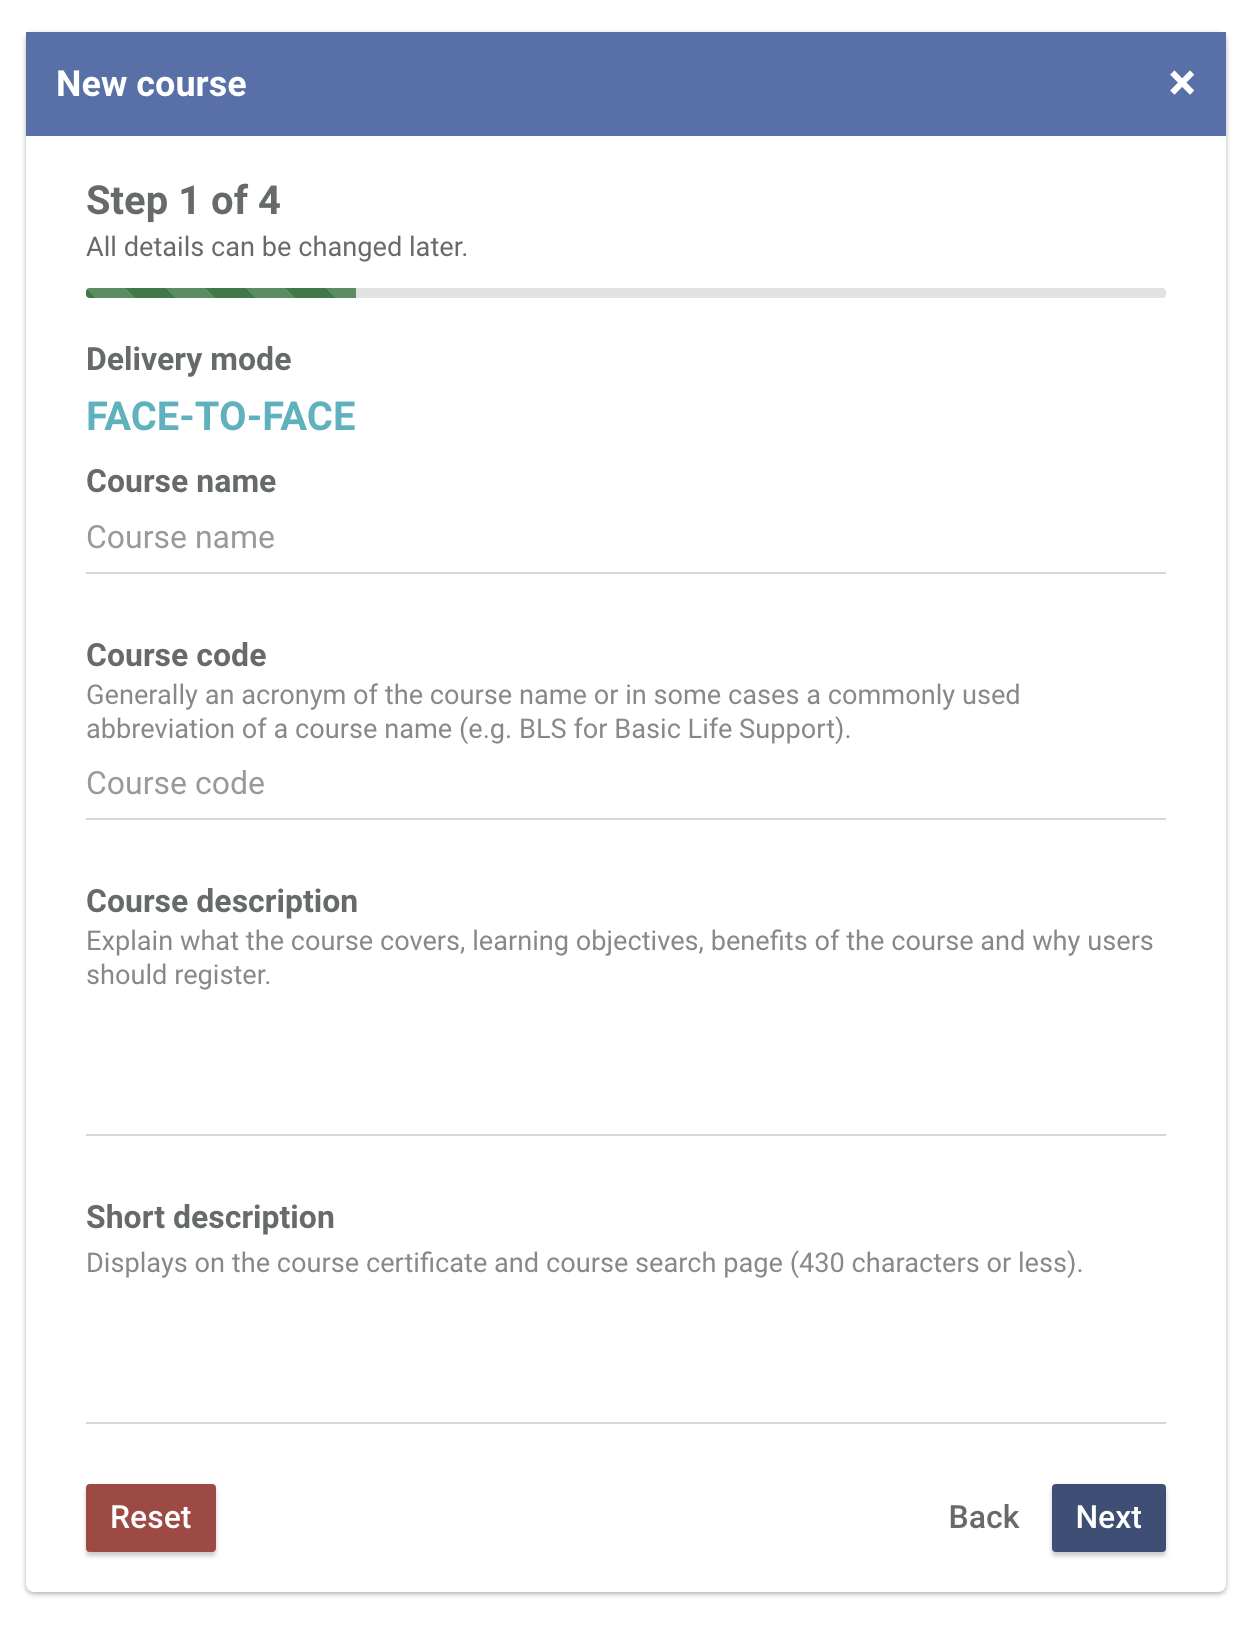 New course
×
Step 1 of 4
All details can be changed later.
Delivery mode
FACE-TO-FACE
Course name
Course name
Course code
Generally an acronym of the course name or in some cases a commonly used
abbreviation of a course name (e.g. BLS for Basic Life Support).
Course code
Course description
Explain what the course covers, learning objectives, benefits of the course and why users
should register.
Short description
Displays on the course certificate and course search page (430 characters or less).
Reset
Back
Next